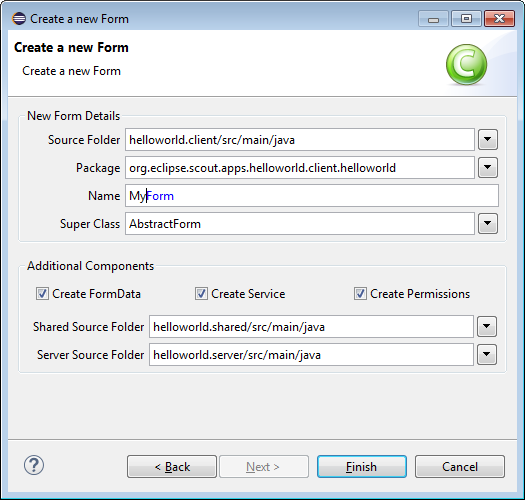 Create a new Form
Create a new Form
Create a new Form
C
New Form Details
Source Folder helloworld.client/src/main/java
Package org.eclipse.scout.apps.helloworld.client.helloworld
Name MyForm
Super Class AbstractForm
Additional Components
Create FormData Create Service Create Permissions
Shared Source Folder helloworld.shared/src/main/java
Server Source Folder helloworld.server/src/main/java
? < Back Next > Finish Cancel